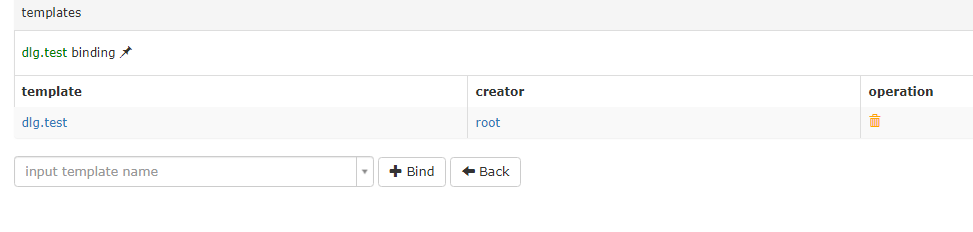 templates
dlg.test binding
template creator operation
dlg.test root
input template name Bind Back